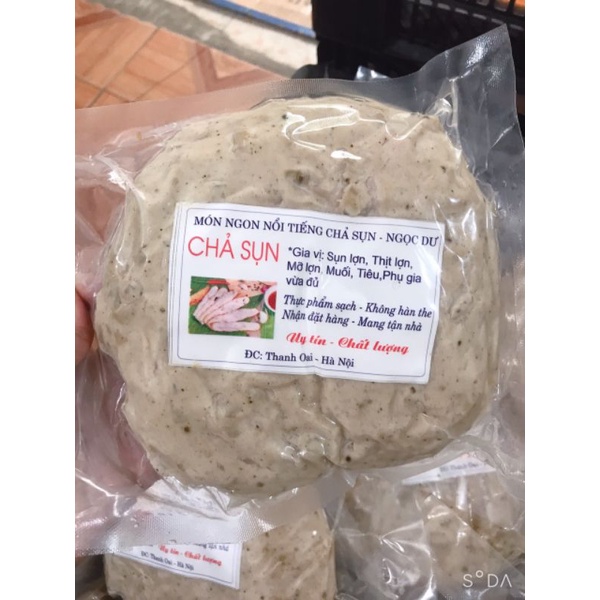 MÓN NGON NỔI TIẾNG CHẢ SỤN - NGỌC DƯ
CHẢ SỤN
*Gia vị: Sụn lợn, Thịt lợn,
Mỡ lợn, Muối, Tiêu,Phụ gia
vừa đủ
Thực phẩm sạch - Không hàn the
Nhận đặt hàng - Mang tận nhà
Uy tín - Chất lượng
ĐC: Thanh Oai - Hà Nội
tận nhà
Uy tín - Chất lượng
ĐC: Thanh Oai - Hà Nội
SODA